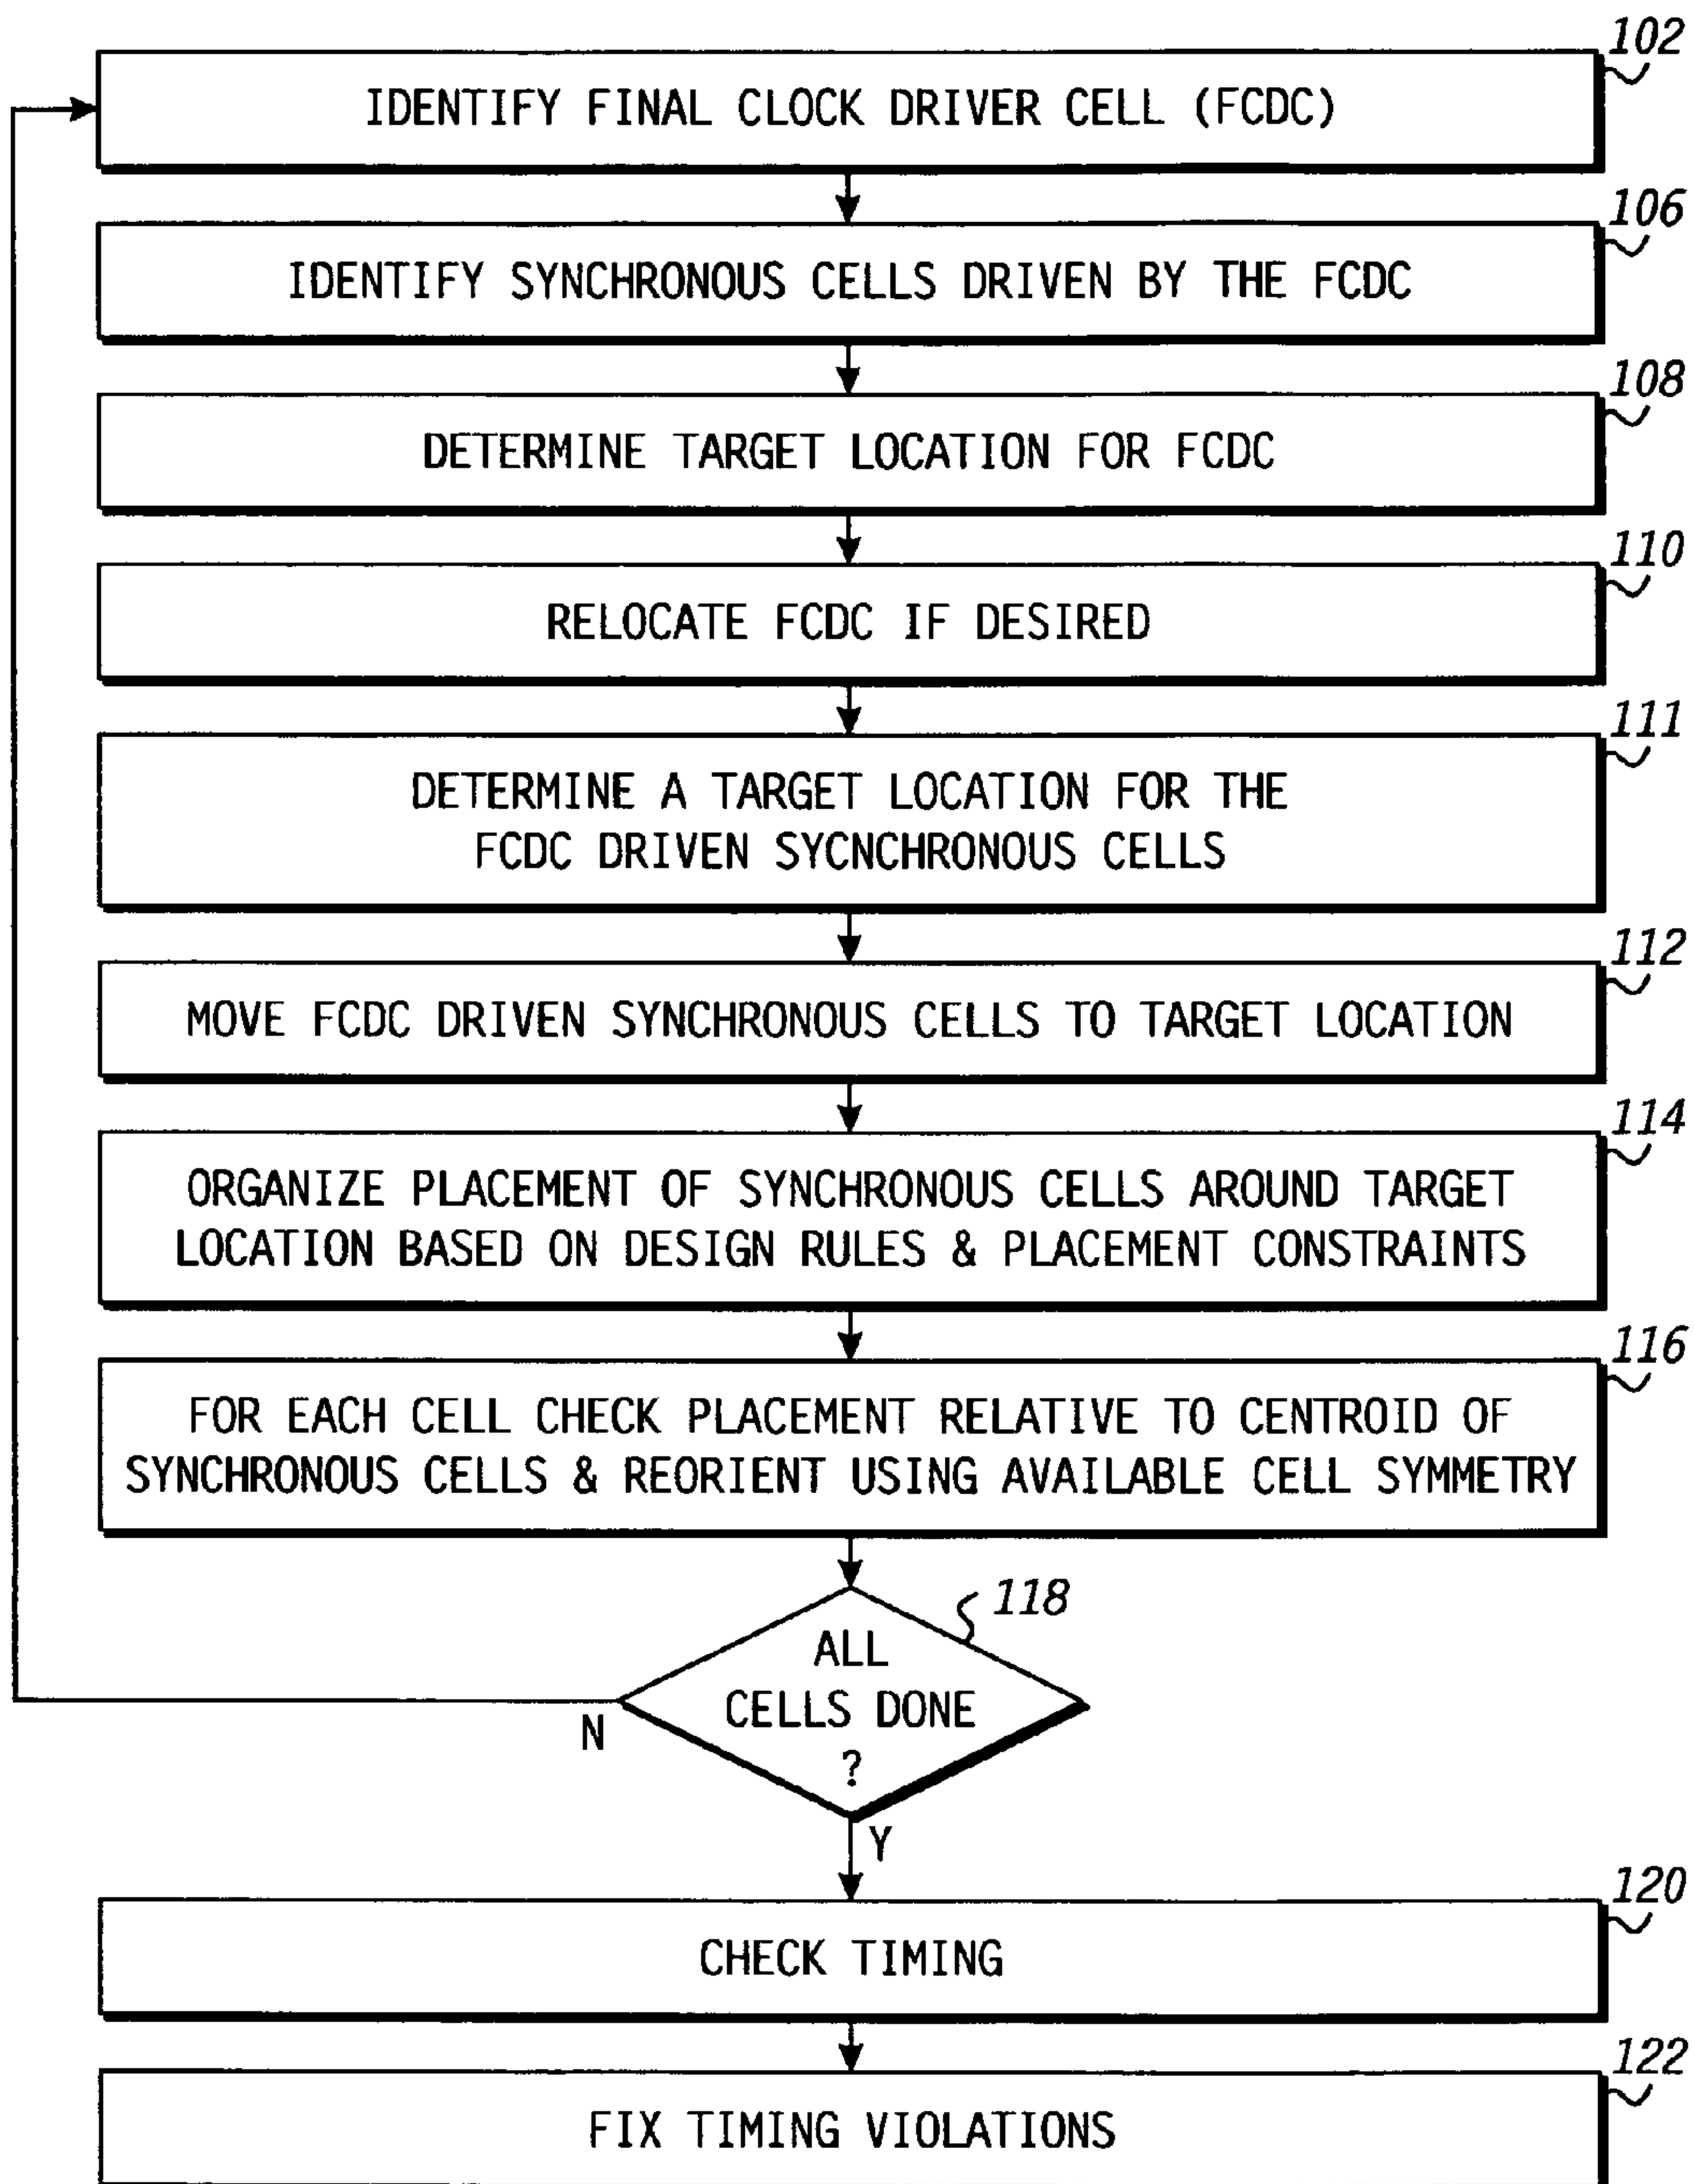 102
IDENTIFY FINAL CLOCK DRIVER CELL (FCDC)
106
IDENTIFY SYNCHRONOUS CELLS DRIVEN BY THE FCDC
108
DETERMINE TARGET LOCATION FOR FCDC
110
RELOCATE FCDC IF DESIRED
111
DETERMINE A TARGET LOCATION FOR THE
FCDC DRIVEN SYCNCHRONOUS CELLS
112
MOVE FCDC DRIVEN SYNCHRONOUS CELLS TO TARGET LOCATION
114
ORGANIZE PLACEMENT OF SYNCHRONOUS CELLS AROUND TARGET
LOCATION BASED ON DESIGN RULES & PLACEMENT CONSTRAINTS
116
FOR EACH CELL CHECK PLACEMENT RELATIVE TO CENTROID OF
SYNCHRONOUS CELLS & REORIENT USING AVAILABLE CELL SYMMETRY
118
ALL
CELLS DONE
?
N
Y
120
CHECK TIMING
122
FIX TIMING VIOLATIONS